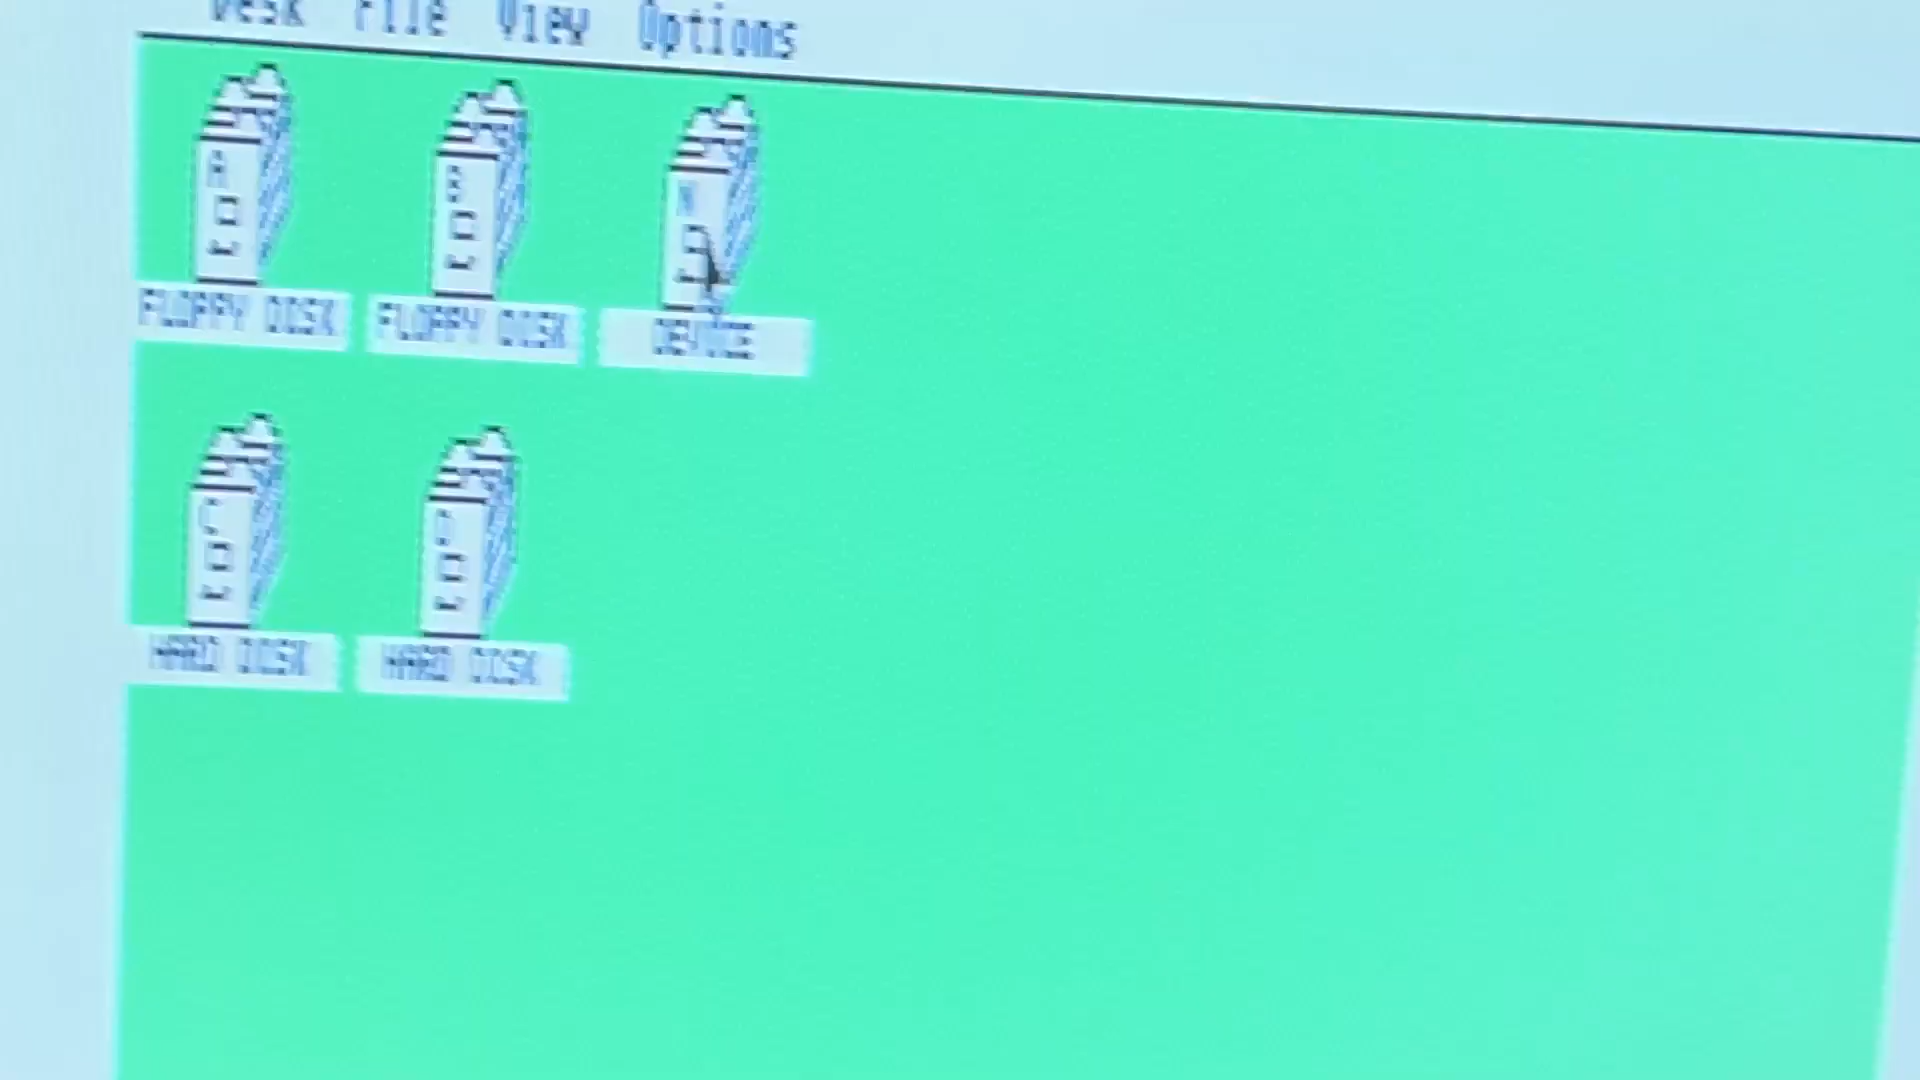 Desk File View Options
A B
FLOPPY DISK FLOPPY DISK DEVICE
C D
HARD DISK HARD DISK